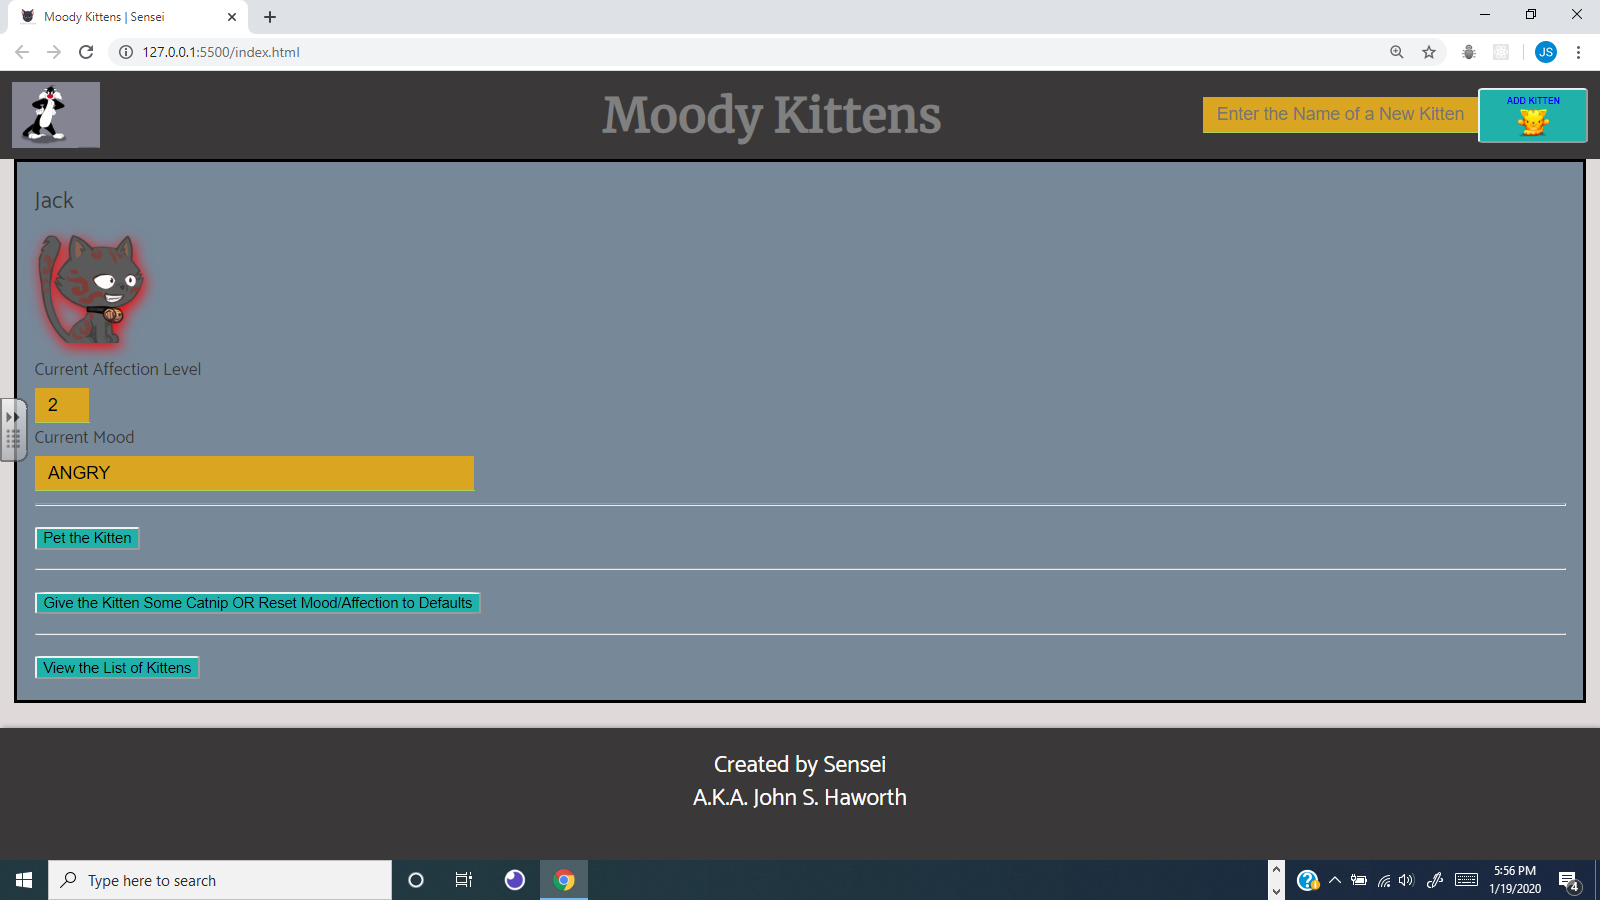 Moody Kittens | Sensei
127.0.0.1:5500/index.html
JS
Moody Kittens
Enter the Name of a New Kitten
ADD KITTEN
Jack
Current Affection Level
2
Current Mood
ANGRY
Pet the Kitten
Give the Kitten Some Catnip OR Reset Mood/Affection to Defaults
View the List of Kittens
Created by Sensei
A.K.A. John S. Haworth
Type here to search
5:56 PM
1/19/2020
4